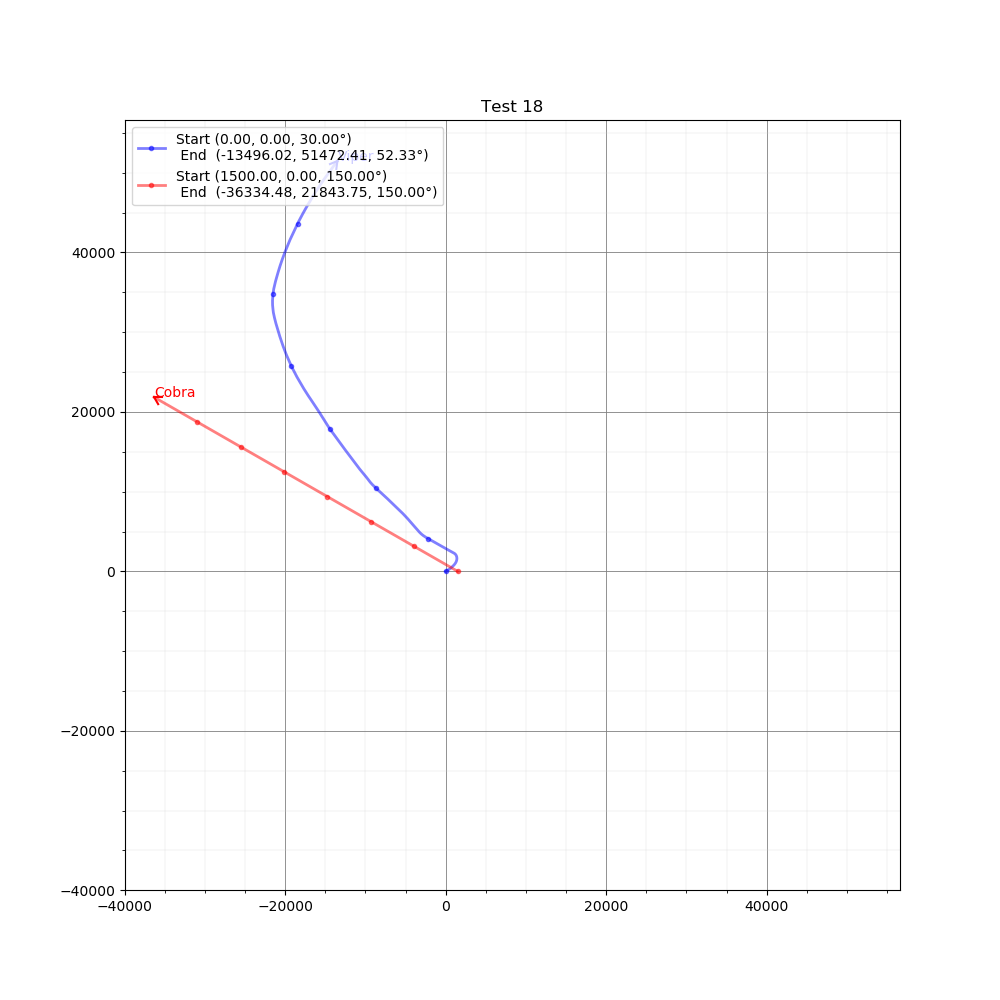 Test 18
Start (0.00, 0.00, 30.00°)
End (-13496.02, 51472.41, 52.33°)
Start (1500.00, 0.00, 150.00°)
End (-36334.48, 21843.75, 150.00°)
40000
Cobra
20000
0
−20000
−40000
−40000 −20000 0 20000 40000